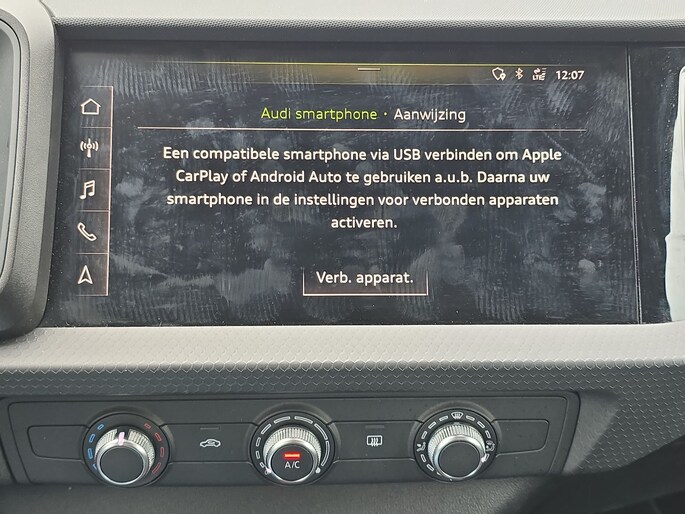 LTE 12:07
Audi smartphone · Aanwijzing
Een compatibele smartphone via USB verbinden om Apple
CarPlay of Android Auto te gebruiken a.u.b. Daarna uw
smartphone in de instellingen voor verbonden apparaten
activeren.
Verb. apparat.
A/C